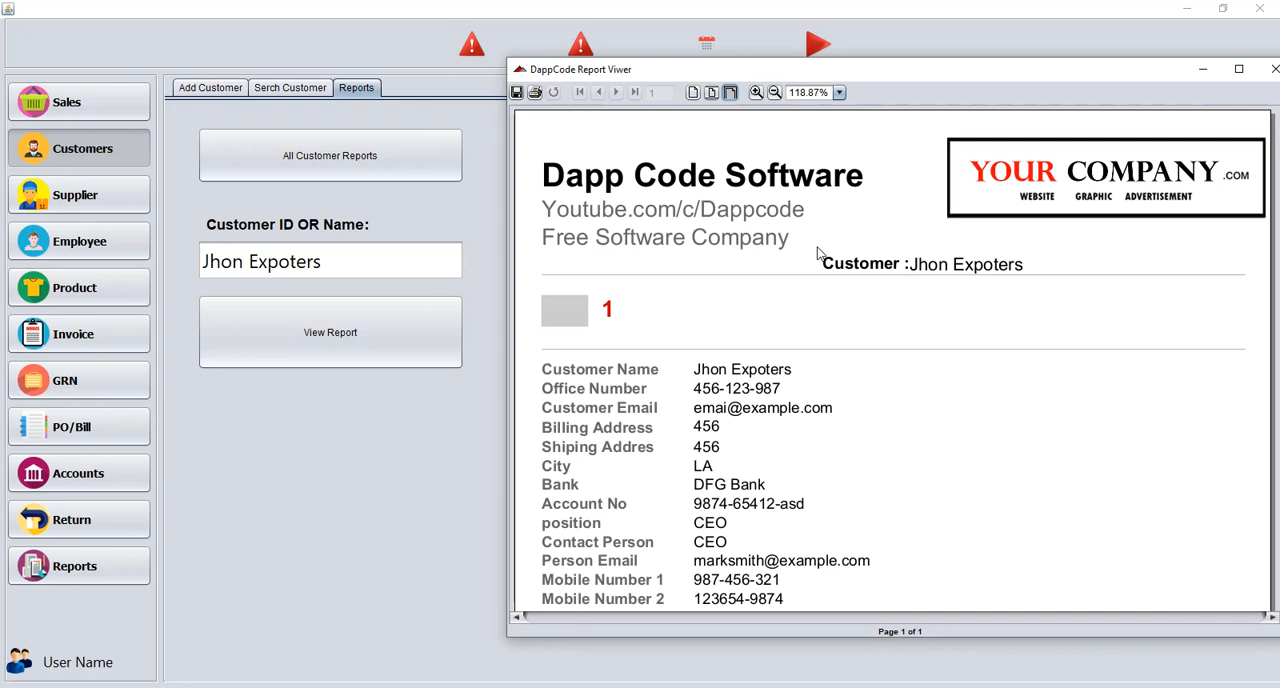 Sales
Customers
Supplier
Employee
Product
Invoice
GRN
PO/Bill
Accounts
Return
Reports
User Name
Add Customer
Serch Customer
Reports
All Customer Reports
Customer ID OR Name:
Jhon Expoters
View Report
DappCode Report Viwer
1
118.87%
Dapp Code Software
Youtube.com/c/Dappcode
Free Software Company
YOUR COMPANY .COM
WEBSITE GRAPHIC ADVERTISEMENT
Customer :Jhon Expoters
1
Customer Name Jhon Expoters
Office Number 456-123-987
Customer Email emai@example.com
Billing Address 456
Shiping Addres 456
City LA
Bank DFG Bank
Account No 9874-65412-asd
position CEO
Contact Person CEO
Person Email marksmith@example.com
Mobile Number 1 987-456-321
Mobile Number 2 123654-9874
Page 1 of 1